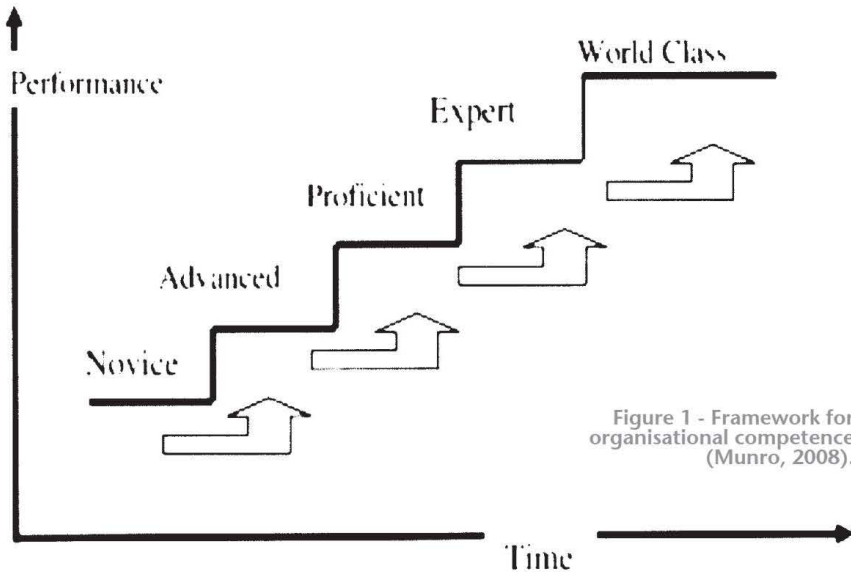 World Class
Performance
Expert
Proficient
Advanced
Novice
Figure 1 - Framework for
organisational competence
(Munro, 2008).
Time